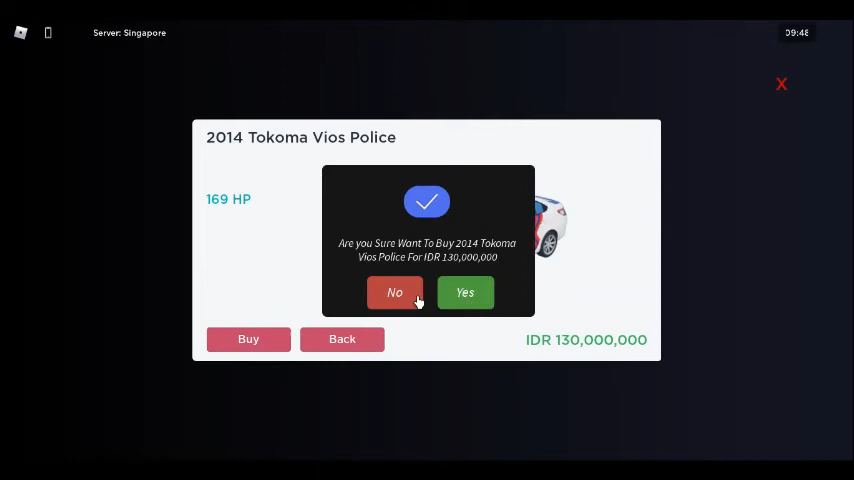 Server: Singapore
09:48
X
2014 Tokoma Vios Police
169 HP
Are you Sure Want To Buy 2014 Tokoma
Vios Police For IDR 130,000,000
No
Yes
Buy
Back
IDR 130,000,000